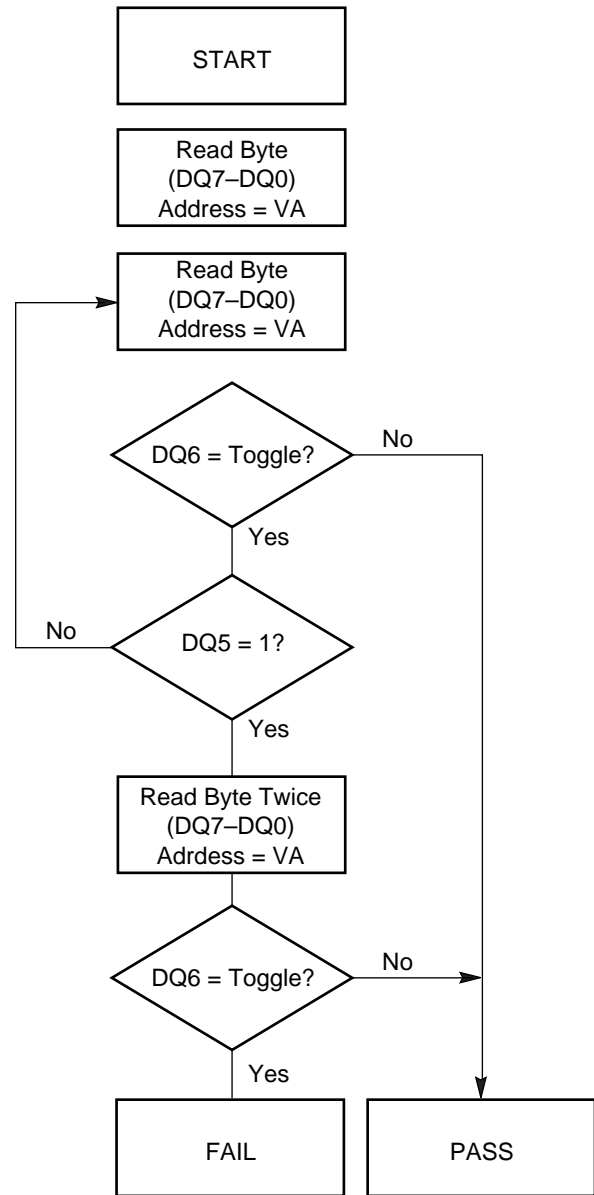 START
Read Byte
(DQ7–DQ0)
Address = VA
Read Byte
(DQ7–DQ0)
Address = VA
DQ6 = Toggle?
No
Yes
No
DQ5 = 1?
Yes
Read Byte Twice
(DQ7–DQ0)
Adrdess = VA
DQ6 = Toggle?
No
Yes
FAIL
PASS